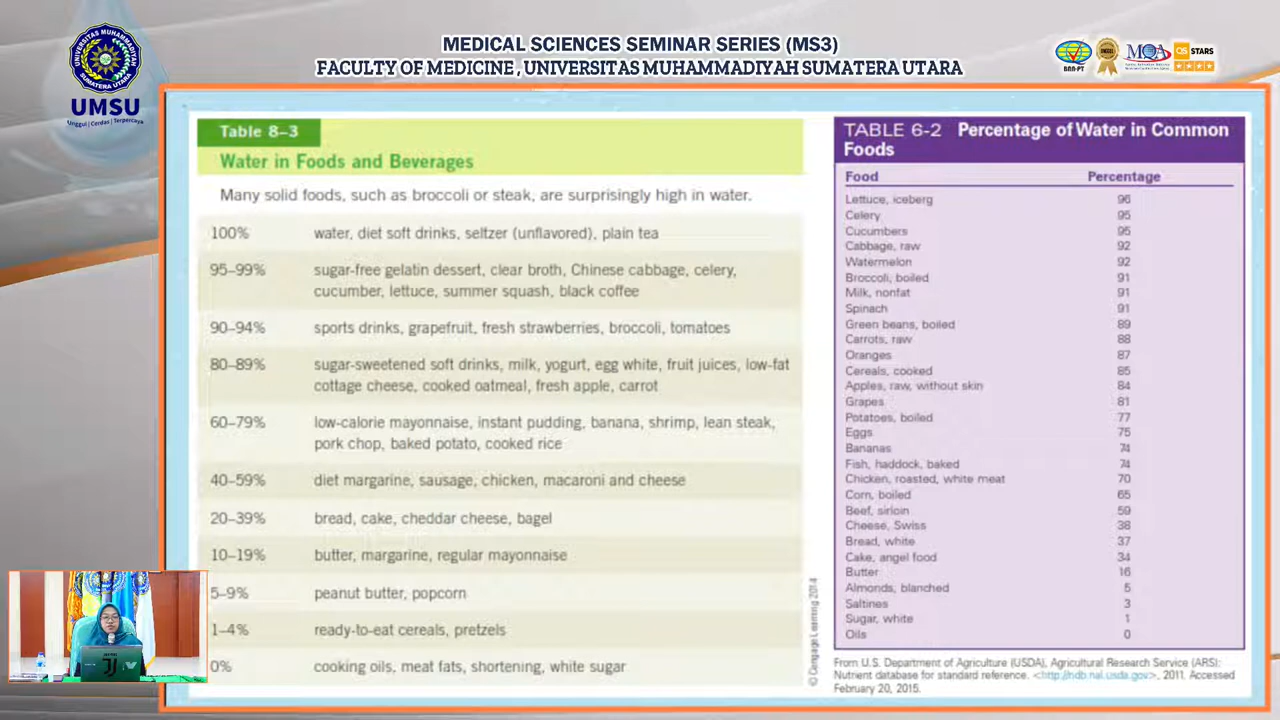 MEDICAL SCIENCES SEMINAR SERIES (MS3)
FACULTY OF MEDICINE , UNIVERSITAS MUHAMMADIYAH SUMATERA UTARA
UMSU
Unggul | Cerdas | Terpercaya
BAN-PT
UNGGUL
MQA
QS STARS
Table 8–3
Water in Foods and Beverages
Many solid foods, such as broccoli or steak, are surprisingly high in water.
100% water, diet soft drinks, seltzer (unflavored), plain tea
95–99% sugar-free gelatin dessert, clear broth, Chinese cabbage, celery,
cucumber, lettuce, summer squash, black coffee
90–94% sports drinks, grapefruit, fresh strawberries, broccoli, tomatoes
80–89% sugar-sweetened soft drinks, milk, yogurt, egg white, fruit juices, low-fat
cottage cheese, cooked oatmeal, fresh apple, carrot
60–79% low-calorie mayonnaise, instant pudding, banana, shrimp, lean steak,
pork chop, baked potato, cooked rice
40–59% diet margarine, sausage, chicken, macaroni and cheese
20–39% bread, cake, cheddar cheese, bagel
10–19% butter, margarine, regular mayonnaise
5–9% peanut butter, popcorn
1–4% ready-to-eat cereals, pretzels
0% cooking oils, meat fats, shortening, white sugar
© Cengage Learning 2014
TABLE 6-2 Percentage of Water in Common
Foods
Food Percentage
Lettuce, iceberg 96
Celery 95
Cucumbers 95
Cabbage, raw 92
Watermelon 92
Broccoli, boiled 91
Milk, nonfat 91
Spinach 91
Green beans, boiled 89
Carrots, raw 88
Oranges 87
Cereals, cooked 85
Apples, raw, without skin 84
Grapes 81
Potatoes, boiled 77
Eggs 75
Bananas 74
Fish, haddock, baked 74
Chicken, roasted, white meat 70
Corn, boiled 65
Beef, sirloin 59
Cheese, Swiss 38
Bread, white 37
Cake, angel food 34
Butter 16
Almonds, blanched 5
Saltines 3
Sugar, white 1
Oils 0
From U.S. Department of Agriculture (USDA), Agricultural Research Service (ARS):
Nutrient database for standard reference. <http://ndb.nal.usda.gov>, 2011. Accessed
February 20, 2015.